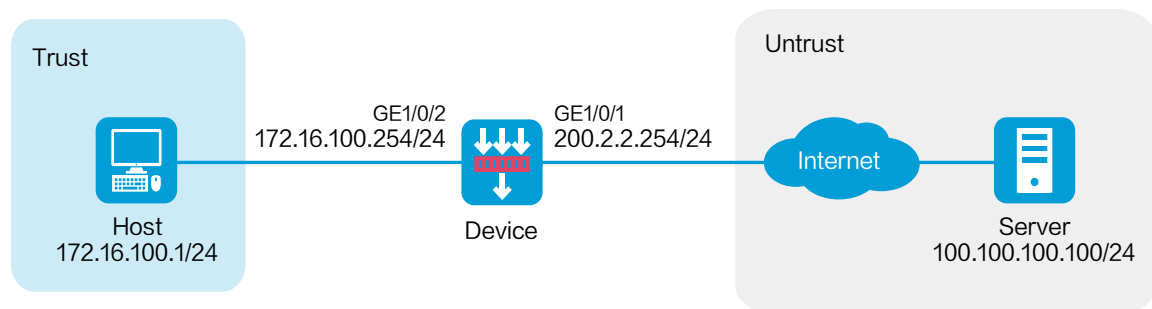 Trust
Untrust
GE1/0/2
172.16.100.254/24
GE1/0/1
200.2.2.254/24
Internet
Host
172.16.100.1/24
Device
Server
100.100.100.100/24